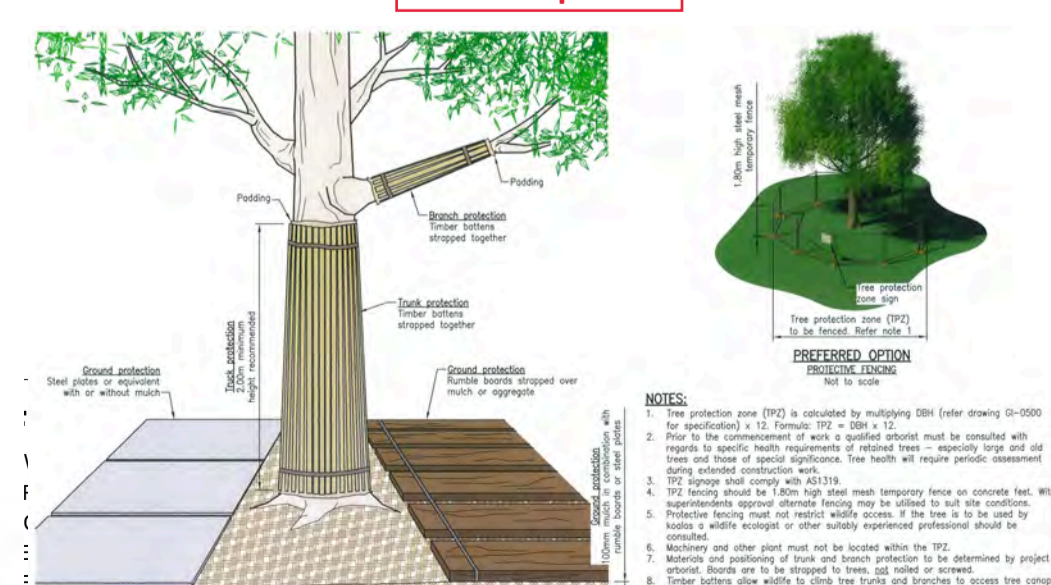 Padding
Padding
Branch protection
Timber battens
strapped together
Trunk protection
Timber battens
strapped together
Truck protection
2.00m minimum
height recommended
Ground protection
Steel plates or equivalent
with or without mulch
Ground protection
Rumble boards strapped over
mulch or aggregate
Ground protection
100mm mulch in combination with
rumble boards or steel plates
1.80m high steel mesh
temporary fence
Tree protection
zone sign
Tree protection zone (TPZ)
to be fenced. Refer note 1
PREFERRED OPTION
PROTECTIVE FENCING
Not to scale
NOTES:
1. Tree protection zone (TPZ) is calculated by multiplying DBH (refer drawing GI-0500
for specification) x 12. Formula: TPZ = DBH x 12.
2. Prior to the commencement of work a qualified arborist must be consulted with
regards to specific health requirements of retained trees – especially large and old
trees and those of special significance. Tree health will require periodic assessment
during extended construction work.
3. TPZ signage shall comply with AS1319.
4. TPZ fencing should be 1.80m high steel mesh temporary fence on concrete feet. Wit
superintendents approval alternate fencing may be utilised to suit site conditions.
5. Protective fencing must not restrict wildlife access. If the tree is to be used by
koalas a wildlife ecologist or other suitably experienced professional should be
consulted.
6. Machinery and other plant must not be located within the TPZ.
7. Materials and positioning of trunk and branch protection to be determined by project
arborist. Boards are to be strapped to trees, not nailed or screwed.
8. Timber battens allow wildlife to climb tree trunks and branches to access tree canop